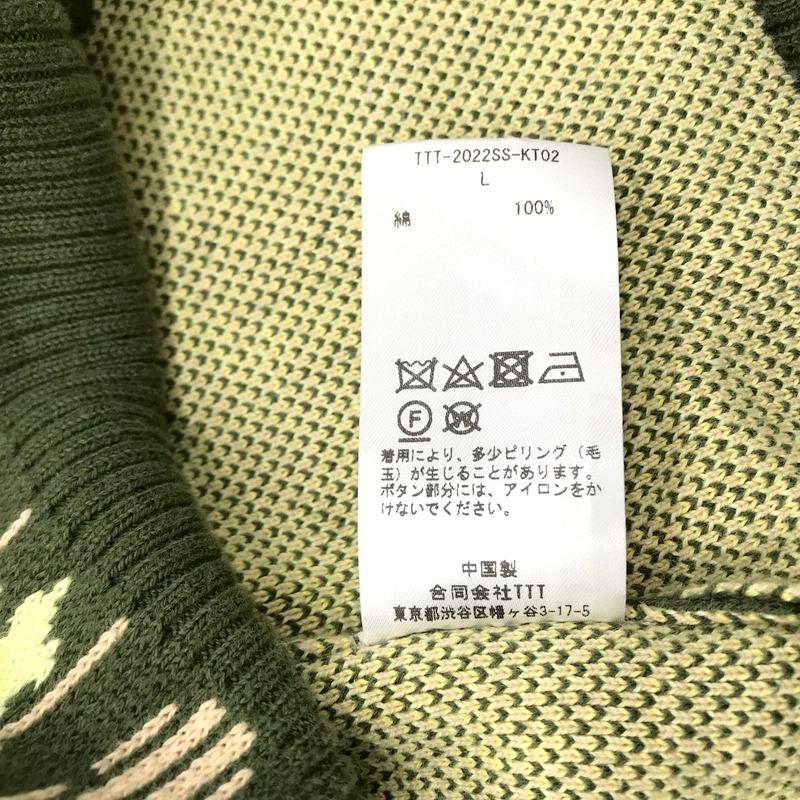 TTT-2022SS-KT02
L
綿 100%
F
W
着用により、多少ピリング（毛
玉）が生じることがあります。
ボタン部分には、アイロンをか
けないでください。
中国製
合同会社TTT
東京都渋谷区幡ヶ谷3-17-5